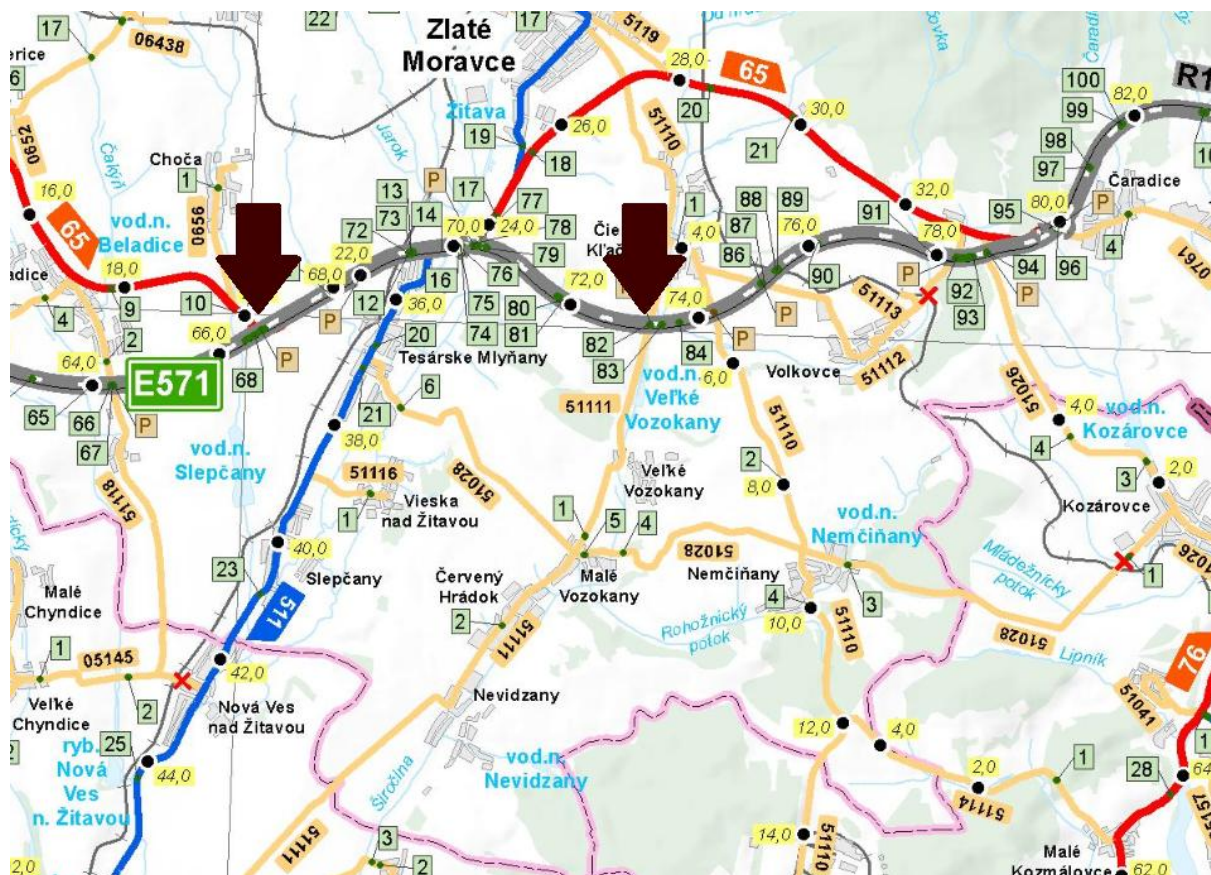 17
06438
22
Zlaté
Moravce
17
5119
28,0
65
20
30,0
21
100
99
98
97
82,0
R1
Žitava
19
26,0
18
51110
Jarok
Čakýň
0652
Choča
1
0656
16,0
vod.n.
Beladice
65
18,0
10
9
4
2
13
73
72
14
P
17
70,0
24,0
77
78
79
76
75
74
16
12
22,0
68,0
66,0
68
P
64,0
E571
65
66
67
P
36,0
20
Tesárske Mlyňany
6
21
80
81
72,0
82
83
74,0
84
P
1
4,0
86
87
88
89
76,0
90
91
32,0
78,0
P
92
93
94
P
95
80,0
96
P
Čaradice
4
0761
51113
51112
Volkovce
6,0
51111
vod.n.
Veľké
Vozokany
51110
51026
4,0
4
vod.n.
Kozárovce
3
2,0
Kozárovce
51026
1
Mládežnícky
potok
vod.n.
Slepčany
38,0
51116
Vieska
nad Žitavou
1
51028
51118
Veľké
Vozokany
2
8,0
vod.n.
Nemčiňany
1
5
4
51028
Malé
Vozokany
Nemčiňany
4
3
10,0
51110
Rohožnický
potok
51028
Lipník
76
51041
40,0
23
Slepčany
511
Malé
Chyndice
1
05145
2
Veľké
Chyndice
42,0
Nová Ves
nad Žitavou
Červený
Hrádok
2
51111
Nevidzany
vod.n.
Nevidzany
ryb.
Nová
Ves
n. Žitavou
25
44,0
Širočina
51111
3
2
12,0
4,0
2,0
51114
1
28
51157
14,0
51110
Malé
Kozmálovce
62,0